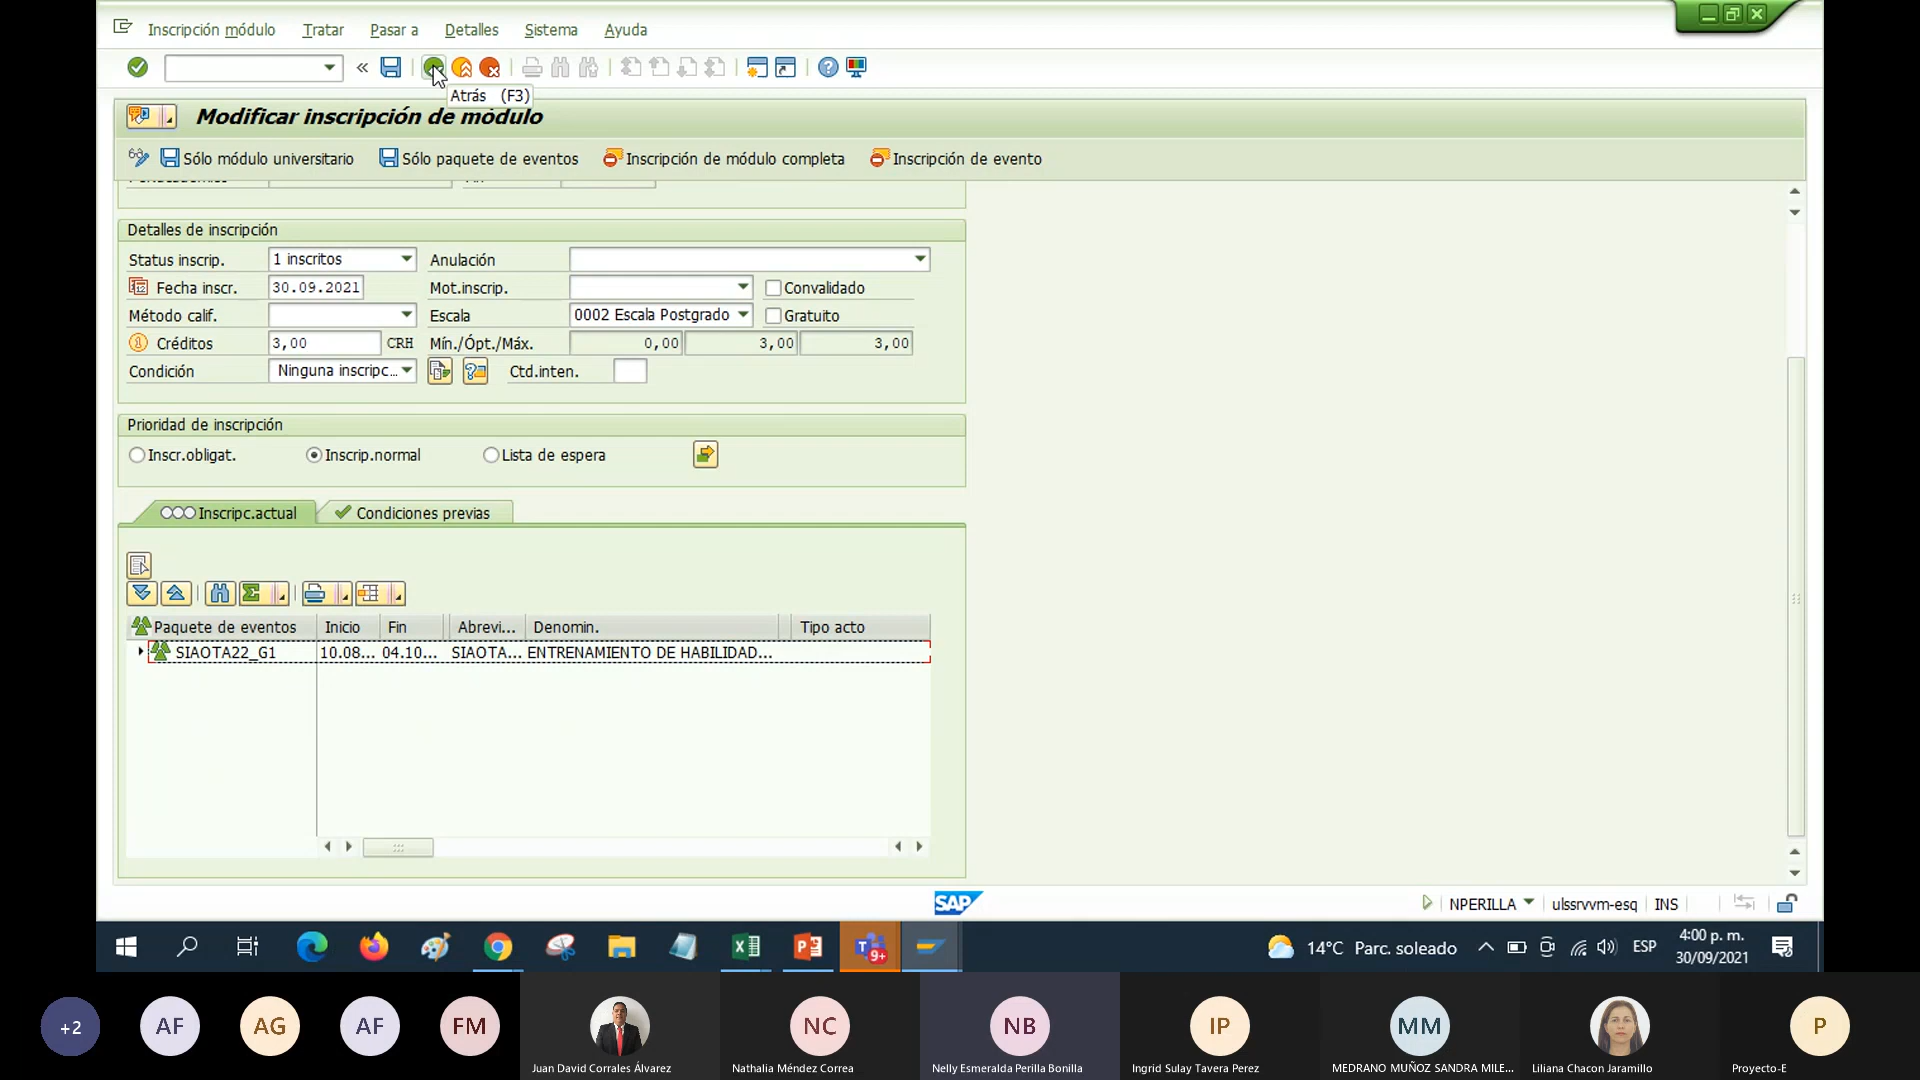 Inscripción módulo Tratar Pasar a Detalles Sistema Ayuda
Atrás (F3)
Modificar inscripción de módulo
Sólo módulo universitario Sólo paquete de eventos Inscripción de módulo completa Inscripción de evento
Detalles de inscripción
Status inscrip. 1 inscritos Anulación
Fecha inscr. 30.09.2021 Mot.inscrip. Convalidado
Método calif. Escala 0002 Escala Postgrado Gratuito
Créditos 3,00 CRH Mín./Ópt./Máx. 0,00 3,00 3,00
Condición Ninguna inscripc... Ctd.inten.
Prioridad de inscripción
Inscr.obligat. Inscrip.normal Lista de espera
Inscripc.actual Condiciones previas
Paquete de eventos Inicio Fin Abrevi... Denomin. Tipo acto
SIAOTA22_G1 10.08... 04.10... SIAOTA... ENTRENAMIENTO DE HABILIDAD...
SAP
NPERILLA ulssrvvm-esq INS
14°C Parc. soleado ESP 4:00 p. m.
30/09/2021
9+
+2 AF AG AF FM NC NB IP MM P
Juan David Corrales Álvarez Nathalia Méndez Correa Nelly Esmeralda Perilla Bonilla Ingrid Sulay Tavera Perez MEDRANO MUÑOZ SANDRA MILE... Liliana Chacon Jaramillo Proyecto-E